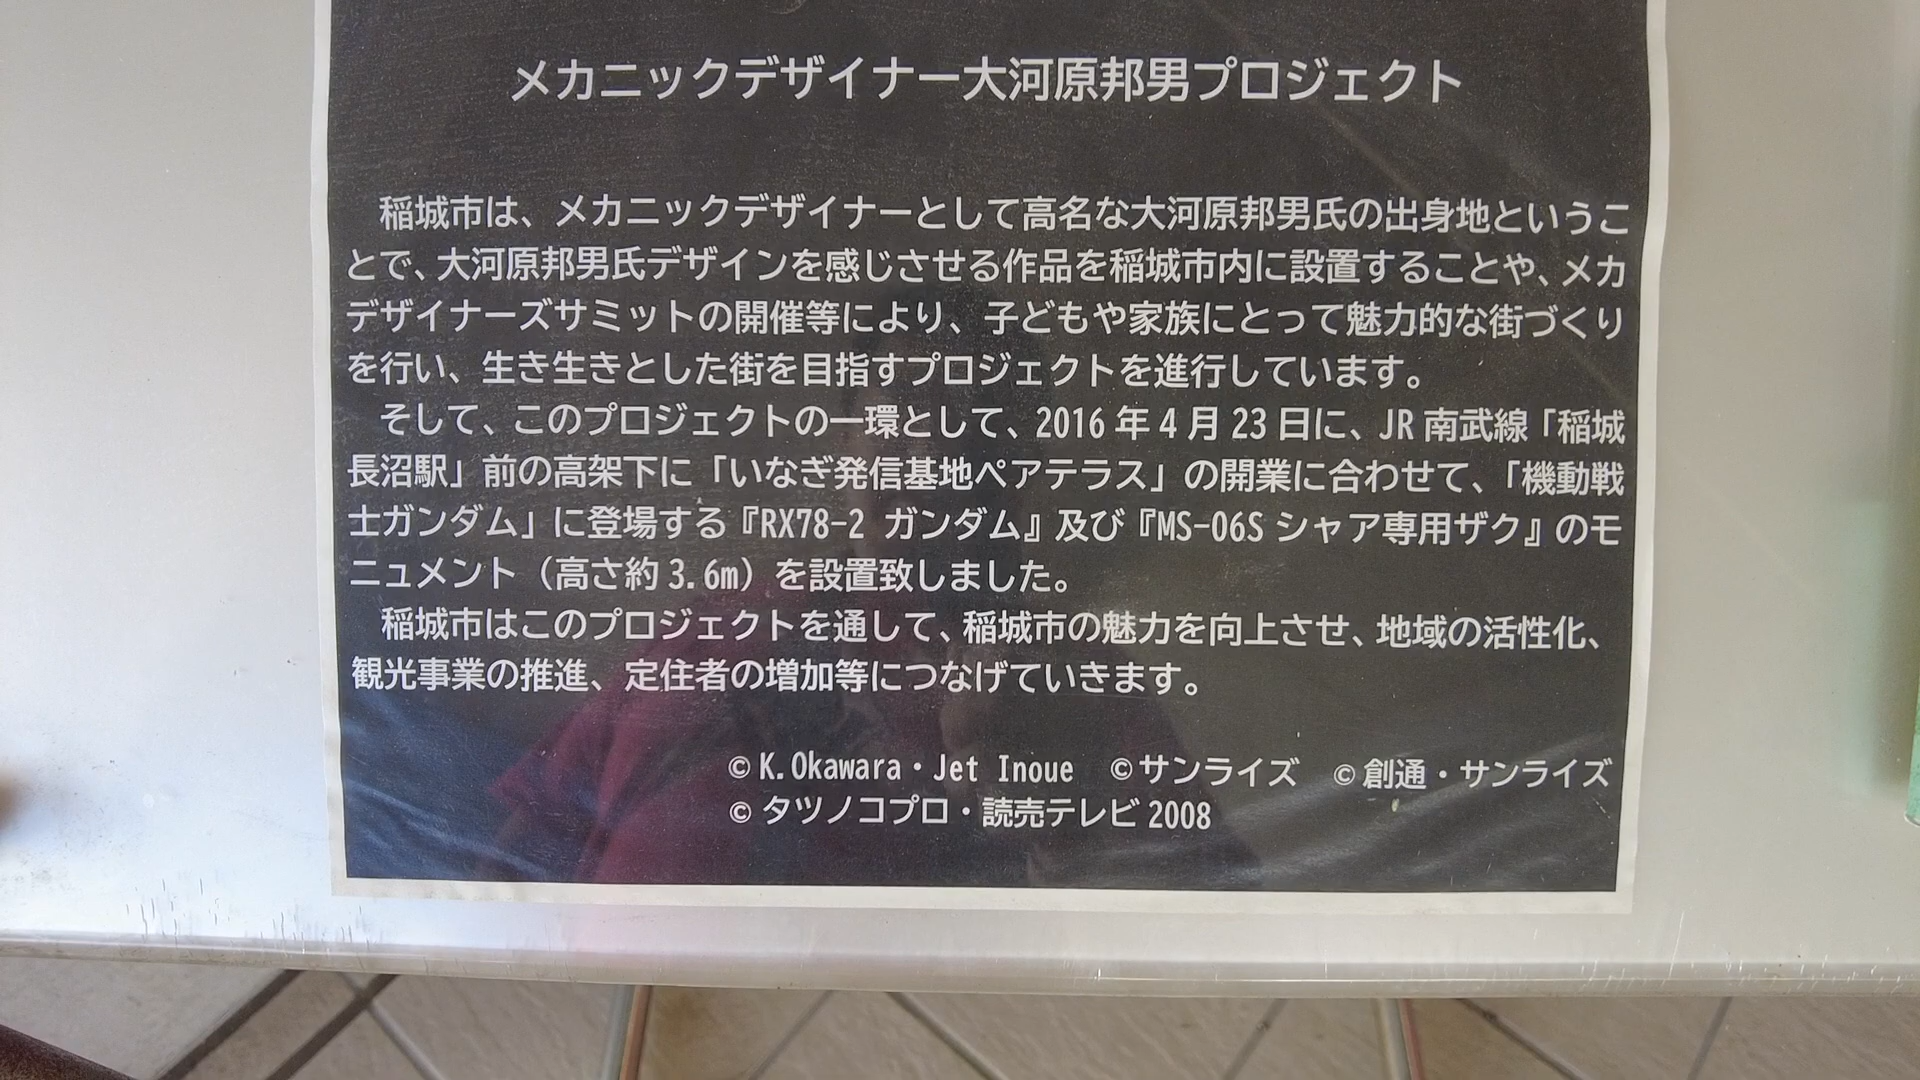 メカニックデザイナー大河原邦男プロジェクト
稲城市は、メカニックデザイナーとして高名な大河原邦男氏の出身地というこ
とで、大河原邦男氏デザインを感じさせる作品を稲城市内に設置することや、メカ
デザイナーズサミットの開催等により、子どもや家族にとって魅力的な街づくり
を行い、生き生きとした街を目指すプロジェクトを進行しています。
そして、このプロジェクトの一環として、2016 年 4 月 23 日に、JR 南武線「稲城
長沼駅」前の高架下に「いなぎ発信基地ペアテラス」の開業に合わせて、「機動戦
士ガンダム」に登場する『RX78-2 ガンダム』及び『MS-06S シャア専用ザク』のモ
ニュメント（高さ約 3.6m）を設置致しました。
稲城市はこのプロジェクトを通して、稲城市の魅力を向上させ、地域の活性化、
観光事業の推進、定住者の増加等につなげていきます。
© K.Okawara・Jet Inoue ©サンライズ ©創通・サンライズ
© タツノコプロ・読売テレビ 2008